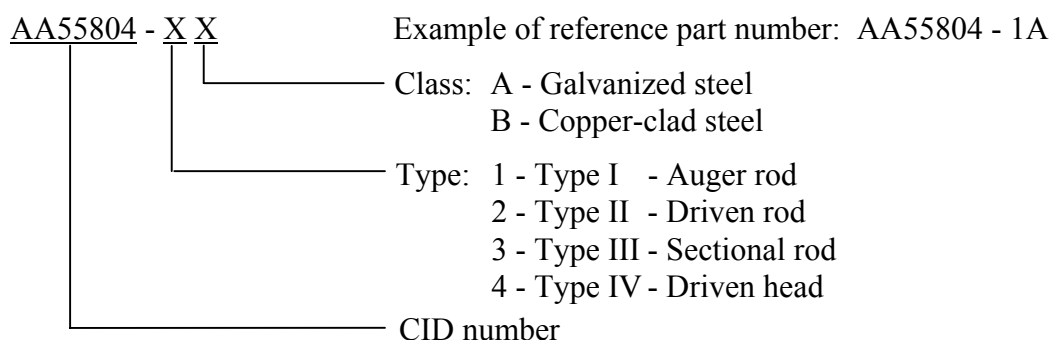 AA55804 - X X Example of reference part number: AA55804 - 1A
Class: A - Galvanized steel
B - Copper-clad steel
Type: 1 - Type I - Auger rod
2 - Type II - Driven rod
3 - Type III - Sectional rod
4 - Type IV - Driven head
CID number